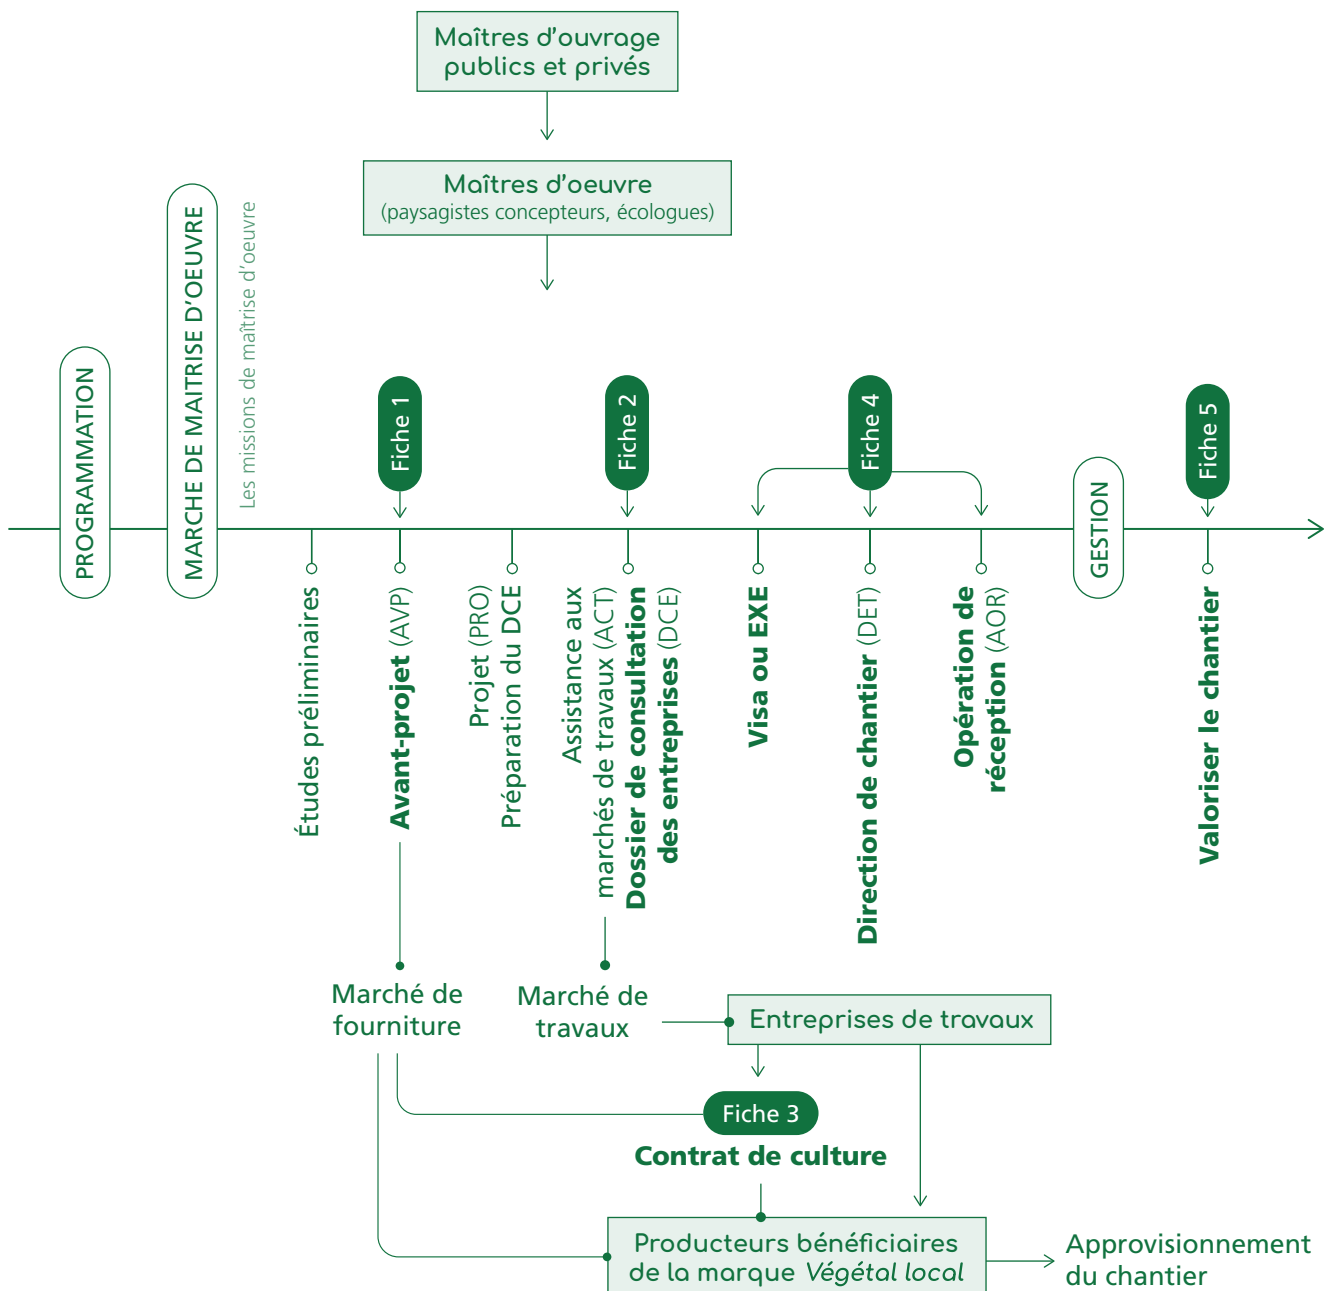 Maîtres d'ouvrage
publics et privés
Maîtres d'oeuvre
(paysagistes concepteurs, écologues)
PROGRAMMATION
MARCHE DE MAITRISE D'OEUVRE
Les missions de maîtrise d'oeuvre
Fiche 1
Fiche 2
Fiche 4
GESTION
Fiche 5
Études préliminaires
Avant-projet (AVP)
Projet (PRO)
Préparation du DCE
Assistance aux
marchés de travaux (ACT)
Dossier de consultation
des entreprises (DCE)
Visa ou EXE
Direction de chantier (DET)
Opération de
réception (AOR)
Valoriser le chantier
Marché de
fourniture
Marché de
travaux
Entreprises de travaux
Fiche 3
Contrat de culture
Producteurs bénéficiaires
de la marque Végétal local
Approvisionnement
du chantier